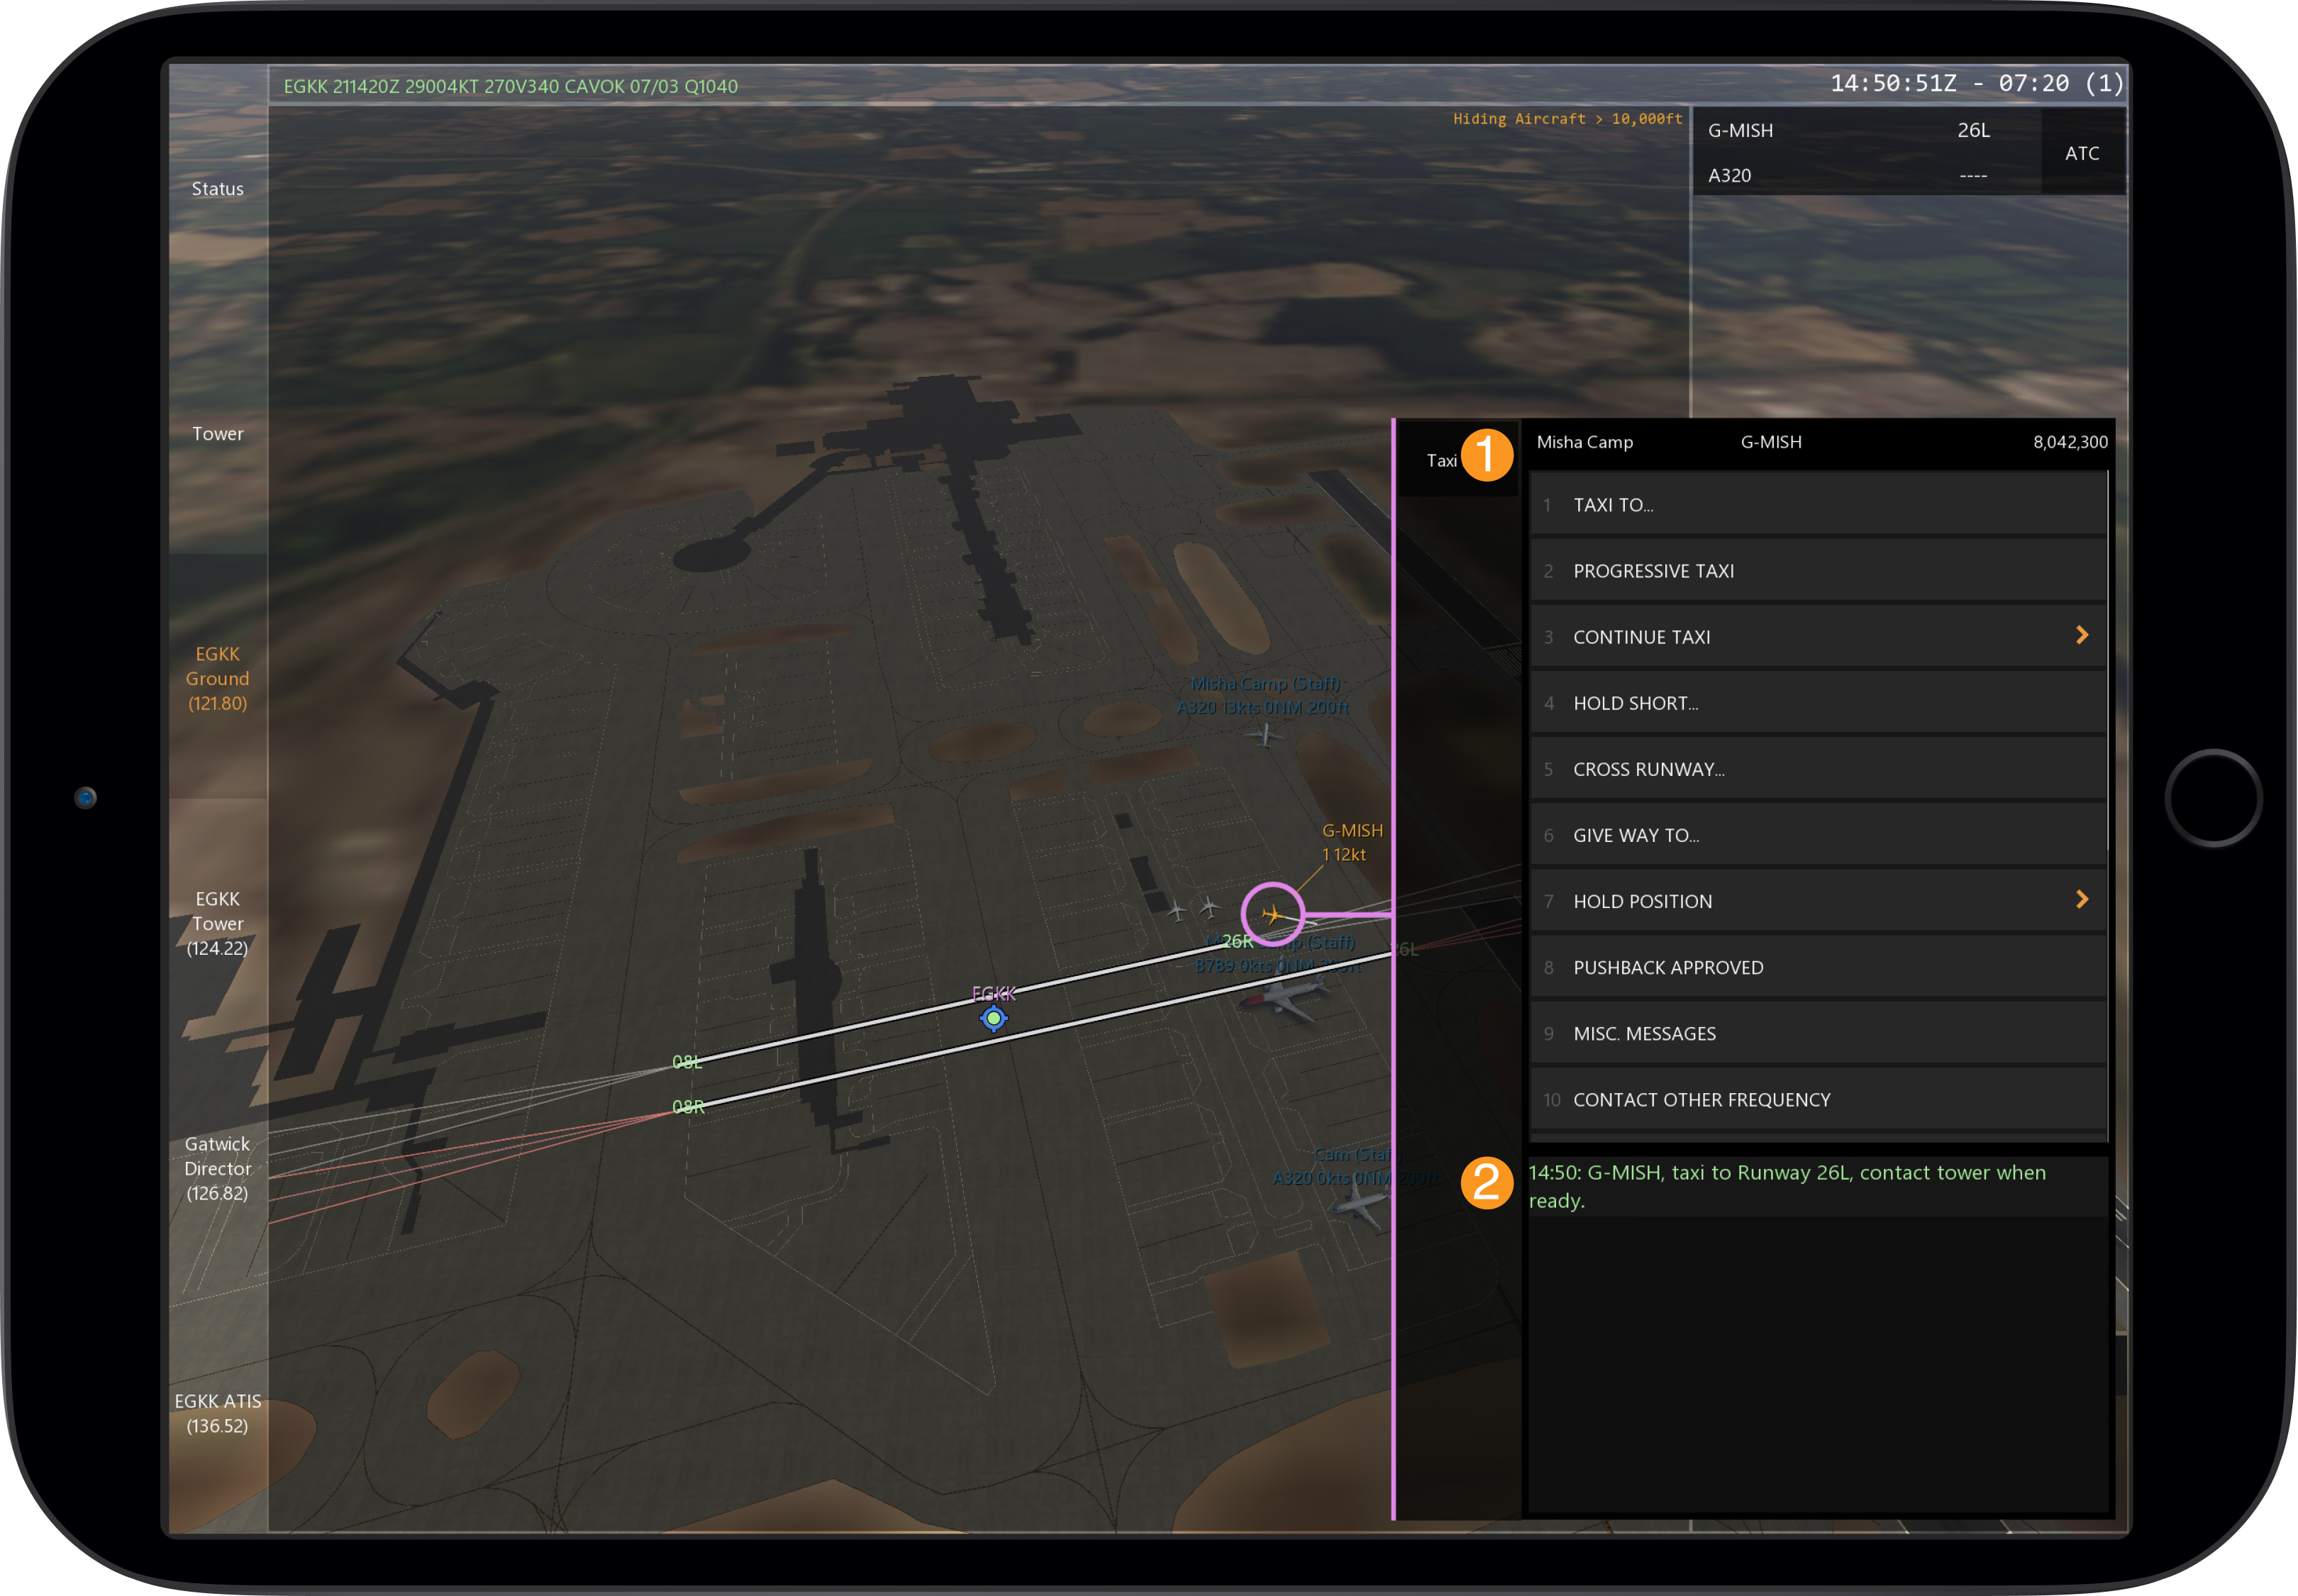 EGKK 211420Z 29004KT 270V340 CAVOK 07/03 Q1040
14:50:51Z - 07:20 (1)
Hiding Aircraft > 10,000ft
G-MISH 26L
A320 ----
ATC
Status
Tower
EGKK
Ground
(121.80)
EGKK
Tower
(124.22)
Gatwick
Director
(126.82)
EGKK ATIS
(136.52)
Misha Camp (Staff)
A320 13kts 0NM 200ft
G-MISH
1 12kt
26R
26L
Camp (Staff)
B789 0kts 0NM
EGKK
08L
08R
Cam (Staf
A320 0kts 0NM 200ft
Taxi
1
Misha Camp G-MISH 8,042,300
1 TAXI TO...
2 PROGRESSIVE TAXI
3 CONTINUE TAXI
4 HOLD SHORT...
5 CROSS RUNWAY...
6 GIVE WAY TO...
7 HOLD POSITION
8 PUSHBACK APPROVED
9 MISC. MESSAGES
10 CONTACT OTHER FREQUENCY
2
14:50: G-MISH, taxi to Runway 26L, contact tower when
ready.